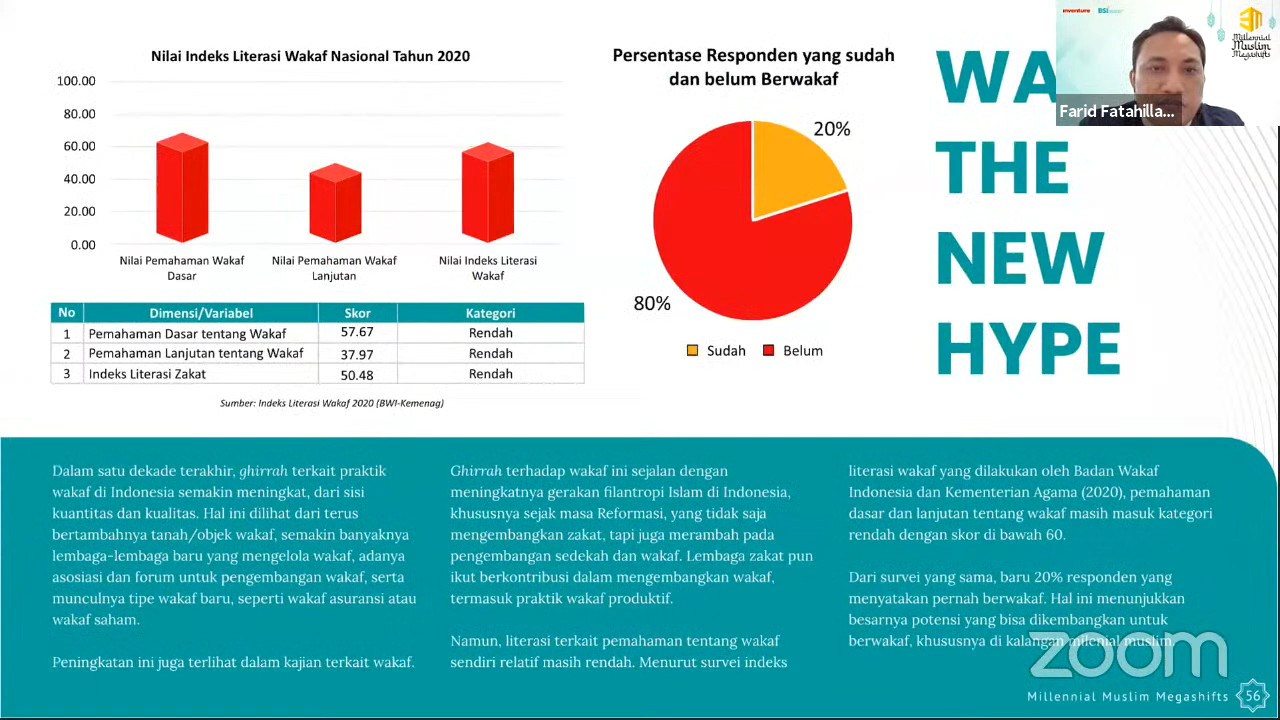 inventure
BSI
Millennial
Muslim
Megashifts
Farid Fatahilla...
Nilai Indeks Literasi Wakaf Nasional Tahun 2020
100.00
80.00
60.00
40.00
20.00
0.00
Nilai Pemahaman Wakaf
Dasar
Nilai Pemahaman Wakaf
Lanjutan
Nilai Indeks Literasi
Wakaf
No Dimensi/Variabel Skor Kategori
1 Pemahaman Dasar tentang Wakaf 57.67 Rendah
2 Pemahaman Lanjutan tentang Wakaf 37.97 Rendah
3 Indeks Literasi Zakat 50.48 Rendah
Sumber: Indeks Literasi Wakaf 2020 (BWI-Kemenag)
Persentase Responden yang sudah
dan belum Berwakaf
20%
80%
Sudah Belum
WA
THE
NEW
HYPE
Dalam satu dekade terakhir, ghirrah terkait praktik
wakaf di Indonesia semakin meningkat, dari sisi
kuantitas dan kualitas. Hal ini dilihat dari terus
bertambahnya tanah/objek wakaf, semakin banyaknya
lembaga-lembaga baru yang mengelola wakaf, adanya
asosiasi dan forum untuk pengembangan wakaf, serta
munculnya tipe wakaf baru, seperti wakaf asuransi atau
wakaf saham.
Peningkatan ini juga terlihat dalam kajian terkait wakaf.
Ghirrah terhadap wakaf ini sejalan dengan
meningkatnya gerakan filantropi Islam di Indonesia,
khususnya sejak masa Reformasi, yang tidak saja
mengembangkan zakat, tapi juga merambah pada
pengembangan sedekah dan wakaf. Lembaga zakat pun
ikut berkontribusi dalam mengembangkan wakaf,
termasuk praktik wakaf produktif.
Namun, literasi terkait pemahaman tentang wakaf
sendiri relatif masih rendah. Menurut survei indeks
literasi wakaf yang dilakukan oleh Badan Wakaf
Indonesia dan Kementerian Agama (2020), pemahaman
dasar dan lanjutan tentang wakaf masih masuk kategori
rendah dengan skor di bawah 60.
Dari survei yang sama, baru 20% responden yang
menyatakan pernah berwakaf. Hal ini menunjukkan
besarnya potensi yang bisa dikembangkan untuk
berwakaf, khususnya di kalangan milenial muslim.
zoom
Millennial Muslim Megashifts 56